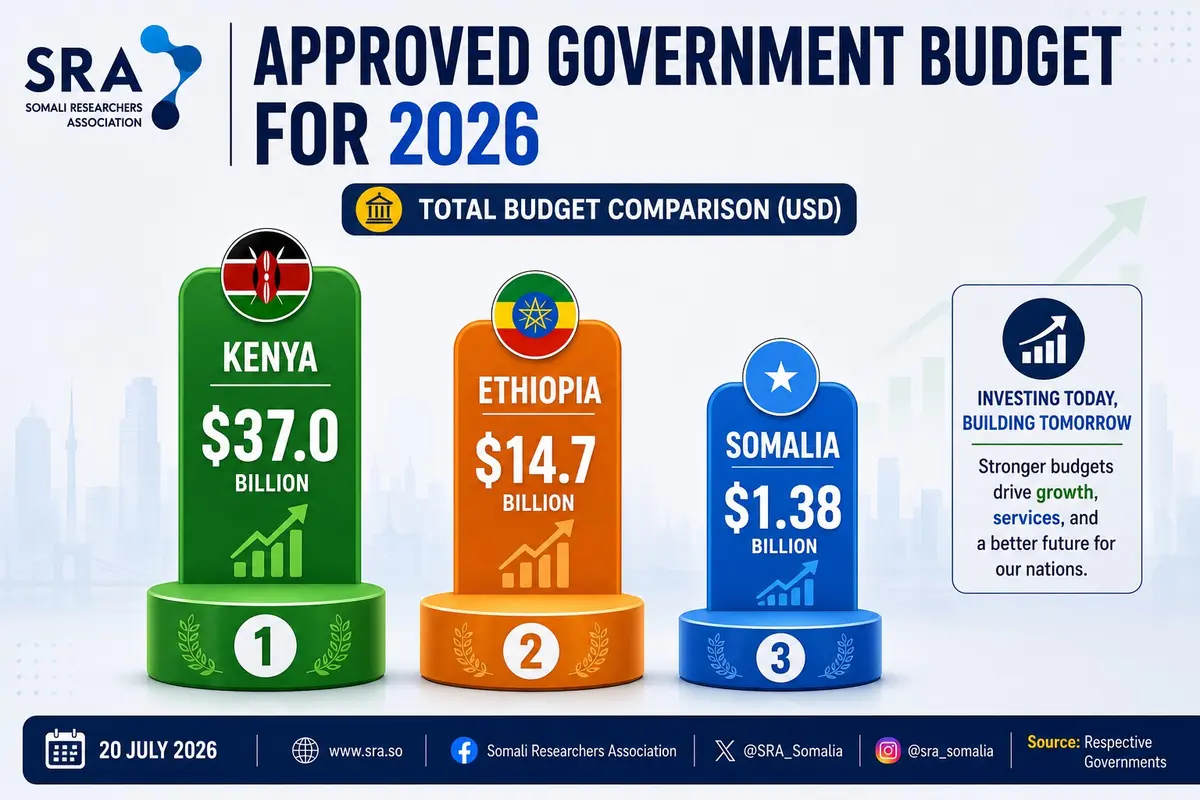 SRA
SOMALI RESEARCHERS
ASSOCIATION
APPROVED GOVERNMENT BUDGET
FOR 2026
TOTAL BUDGET COMPARISON (USD)
KENYA
$37.0
BILLION
1
ETHIOPIA
$14.7
BILLION
2
SOMALIA
$1.38
BILLION
3
INVESTING TODAY,
BUILDING TOMORROW
Stronger budgets
drive growth,
services, and
a better future for
our nations.
20 JULY 2026
www.sra.so
Somali Researchers Association
@SRA_Somalia
@sra_somalia
Source: Respective
Governments